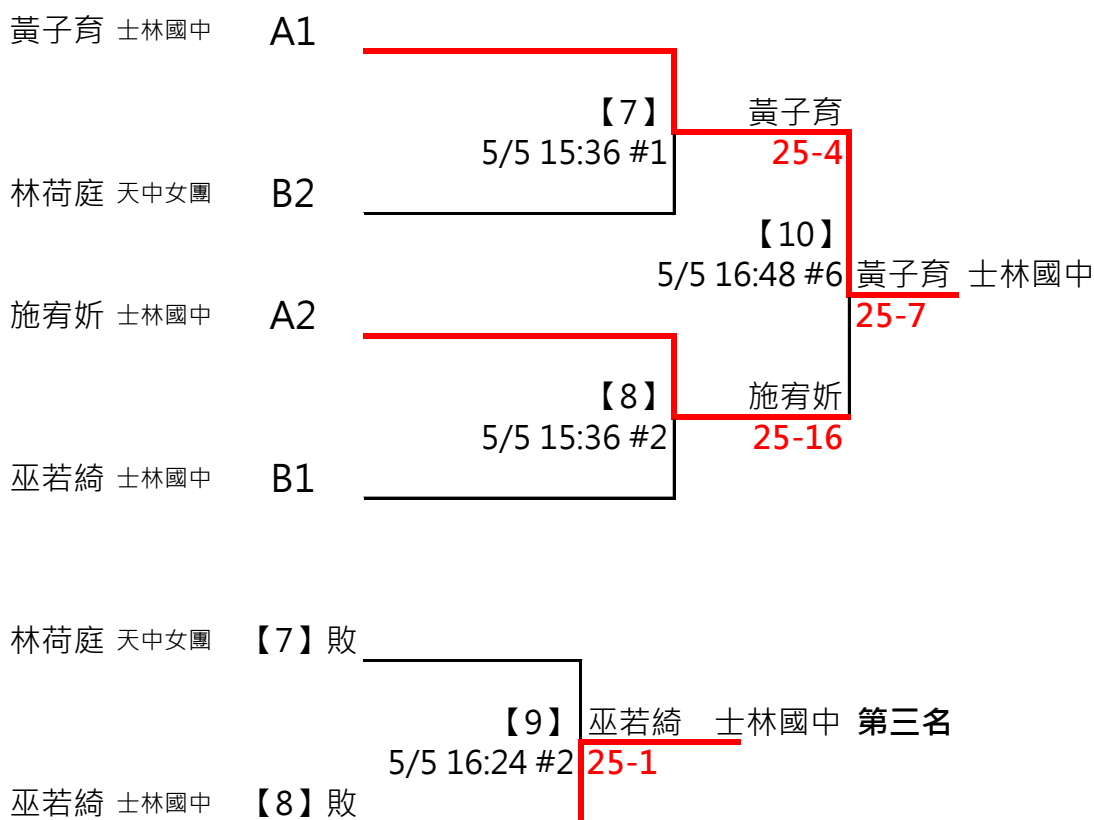 黃子育 士林國中 A1
【7】 黃子育
5/5 15:36 #1 25-4
林荷庭 天中女團 B2
【10】
5/5 16:48 #6 黃子育 士林國中
施宥妡 士林國中 A2 25-7
【8】 施宥妡
5/5 15:36 #2 25-16
巫若綺 士林國中 B1
林荷庭 天中女團 【7】敗
【9】 巫若綺 士林國中 第三名
5/5 16:24 #2 25-1
巫若綺 士林國中 【8】敗